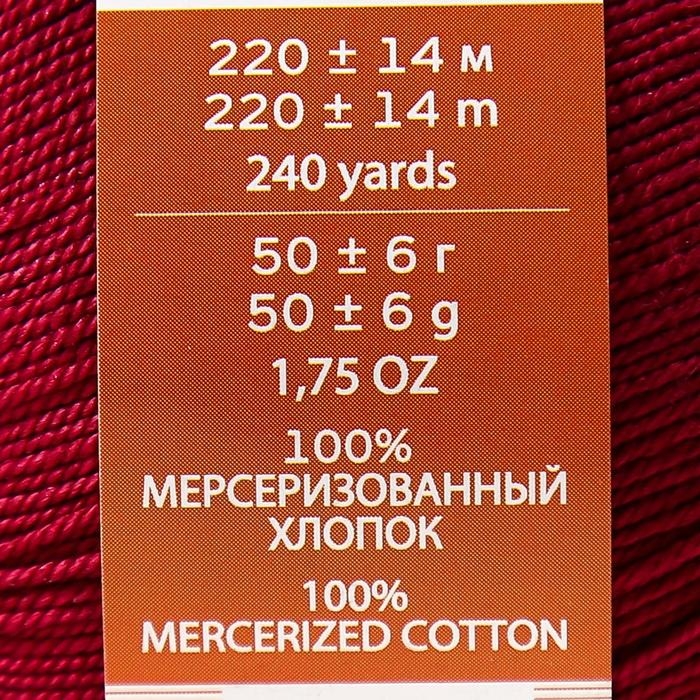 220 ± 14 м
220 ± 14 m
240 yards
50 ± 6 г
50 ± 6 g
1,75 OZ
100%
МЕРСЕРИЗОВАННЫЙ
ХЛОПОК
100%
MERCERIZED COTTON